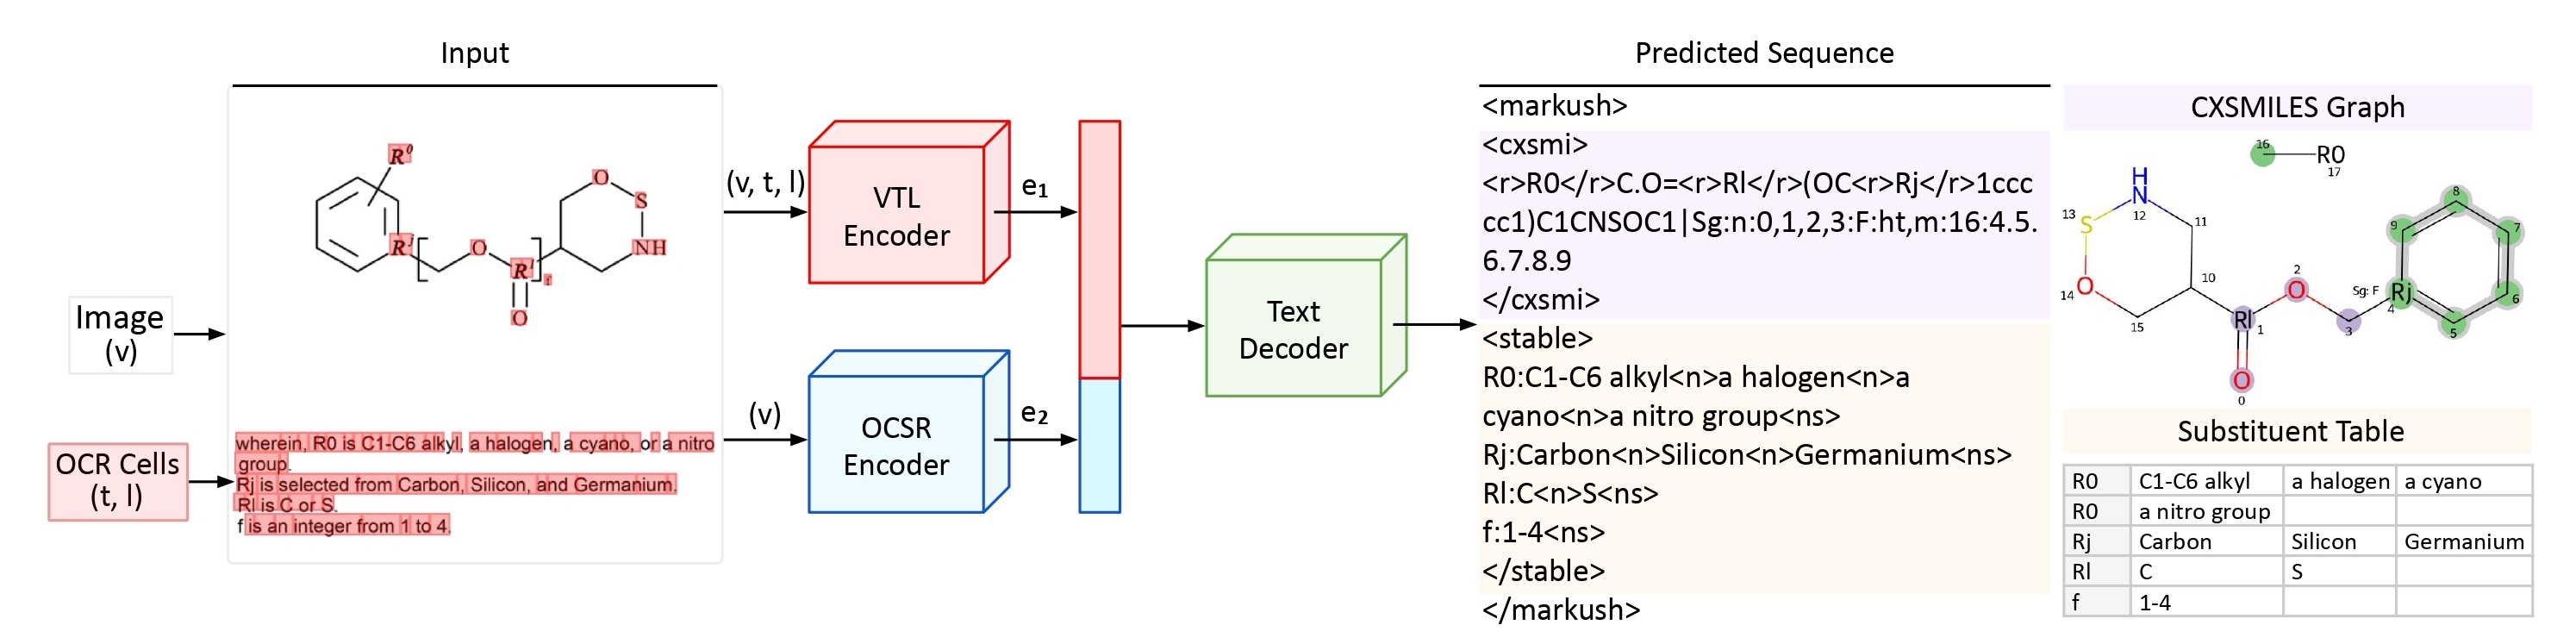 Input
Image
(v)
OCR Cells
(t, l)
R⁰
R^j
O
R^l
f
O
O
S
NH
wherein, R0 is C1-C6 alkyl, a halogen, a cyano, or a nitro
group.
Rj is selected from Carbon, Silicon, and Germanium.
Rl is C or S.
f is an integer from 1 to 4.
(v, t, l)
VTL
Encoder
e₁
(v)
OCSR
Encoder
e₂
Text
Decoder
Predicted Sequence
<markush>
<cxsmi>
<r>R0</r>C.O=<r>Rl</r>(OC<r>Rj</r>1ccc
cc1)C1CNSOC1|Sg:n:0,1,2,3:F:ht,m:16:4.5.
6.7.8.9
</cxsmi>
<stable>
R0:C1-C6 alkyl<n>a halogen<n>a
cyano<n>a nitro group<ns>
Rj:Carbon<n>Silicon<n>Germanium<ns>
Rl:C<n>S<ns>
f:1-4<ns>
</stable>
</markush>
CXSMILES Graph
16
R0
17
H
N
12
13
S
11
O
14
15
10
Rl
1
O
0
O
2
3
Sg: F
Rj
4
5
6
7
8
9
Substituent Table
R0 C1-C6 alkyl a halogen a cyano
R0 a nitro group
Rj Carbon Silicon Germanium
Rl C S
f 1-4